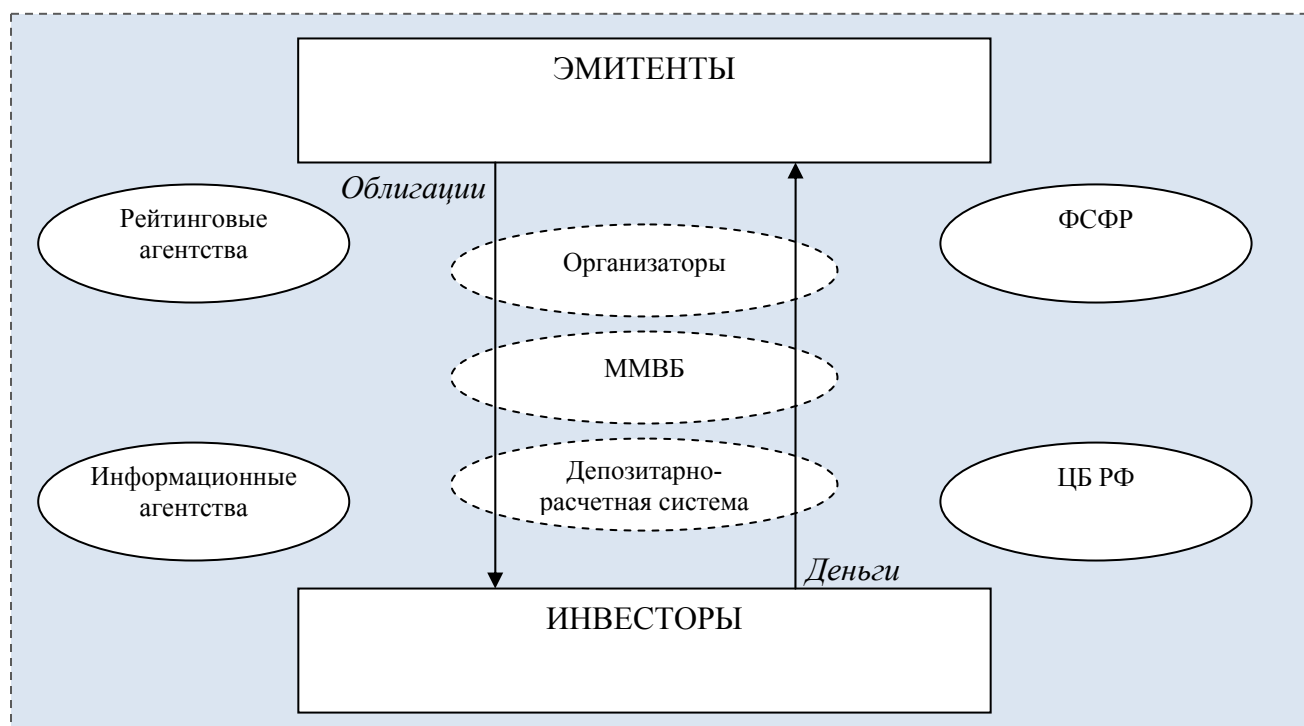 ЭМИТЕНТЫ
Облигации
Рейтинговые
агентства
ФСФР
Организаторы
ММВБ
Информационные
агентства
Депозитарно-
расчетная система
ЦБ РФ
Деньги
ИНВЕСТОРЫ